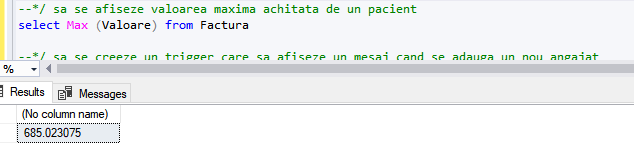 --*/ sa se afiseze valoarea maxima achitata de un pacient
select Max (Valoare) from Factura
--*/ sa se creeze un trigger care sa afiseze un mesaj cand se adauga un nou angajat
%
Results Messages
(No column name)
685.023075